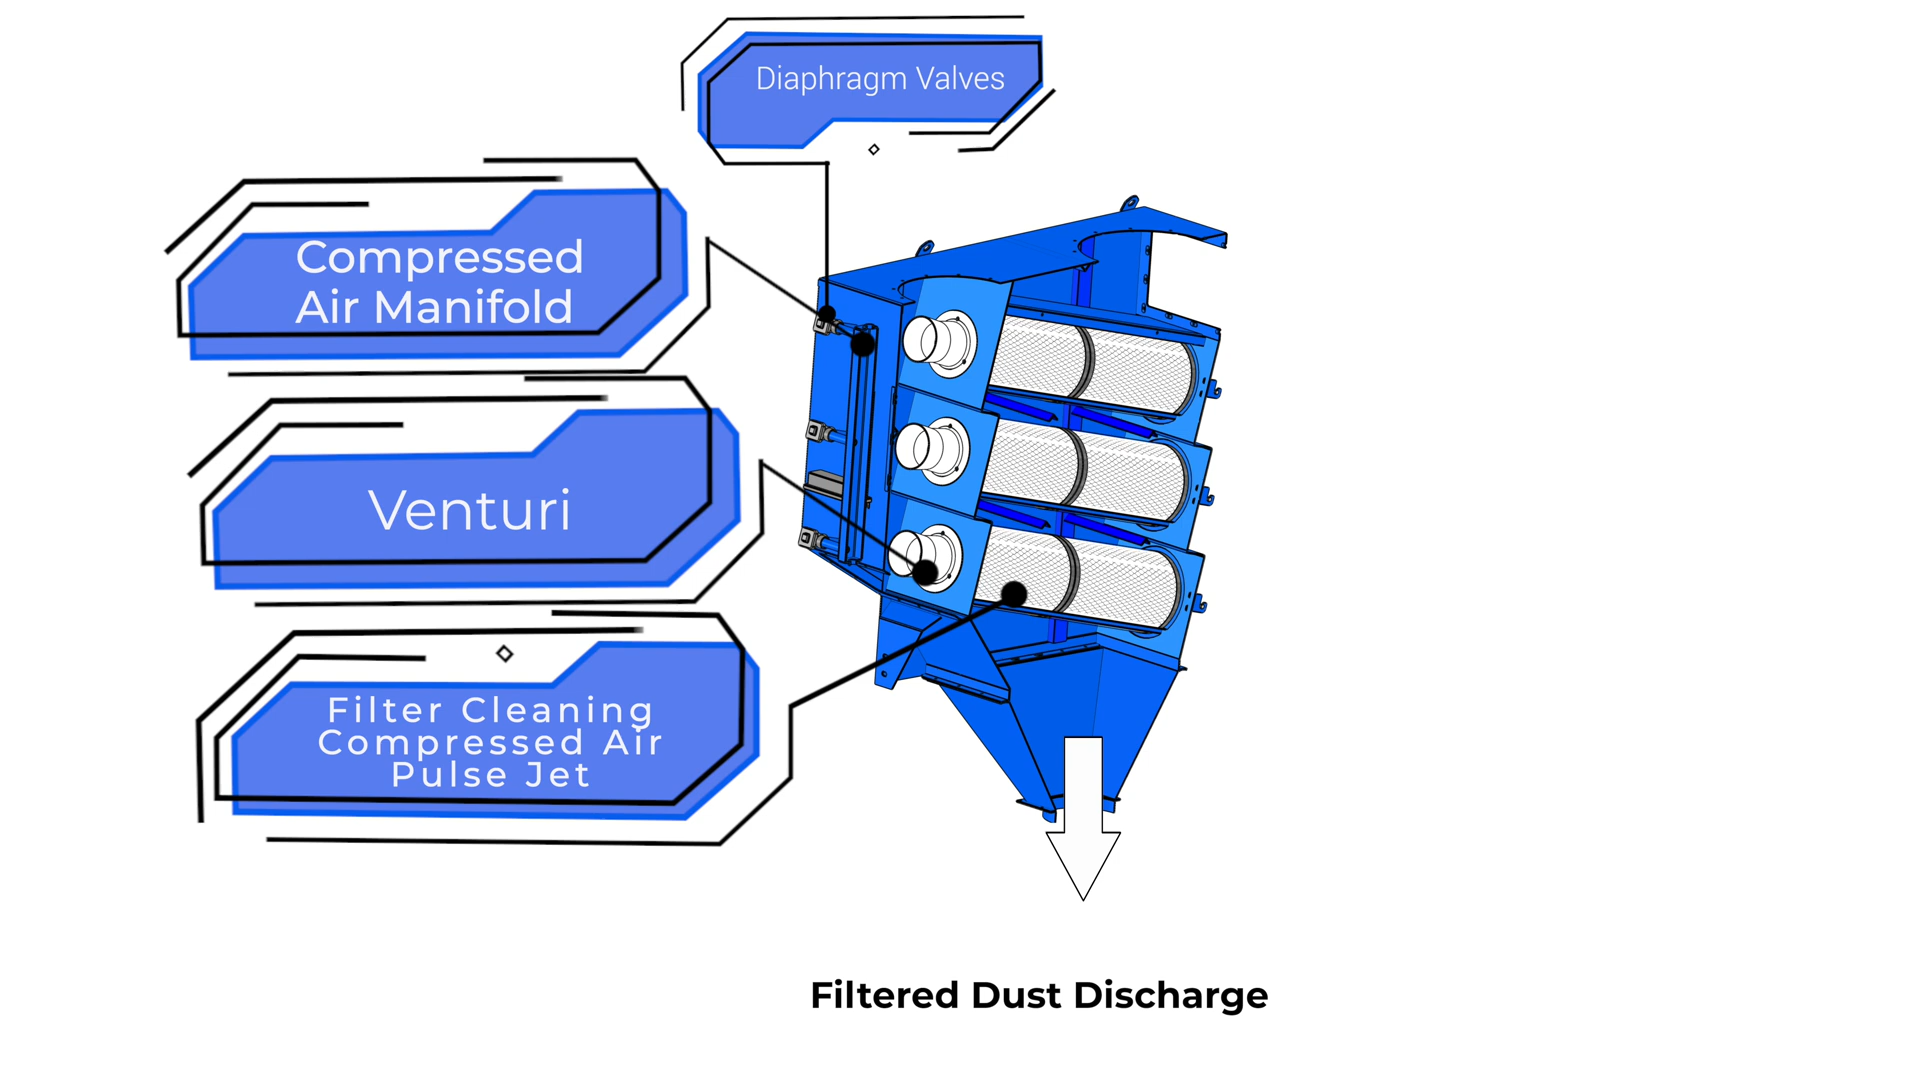 Diaphragm Valves
Compressed
Air Manifold
Venturi
Filter Cleaning
Compressed Air
Pulse Jet
Filtered Dust Discharge